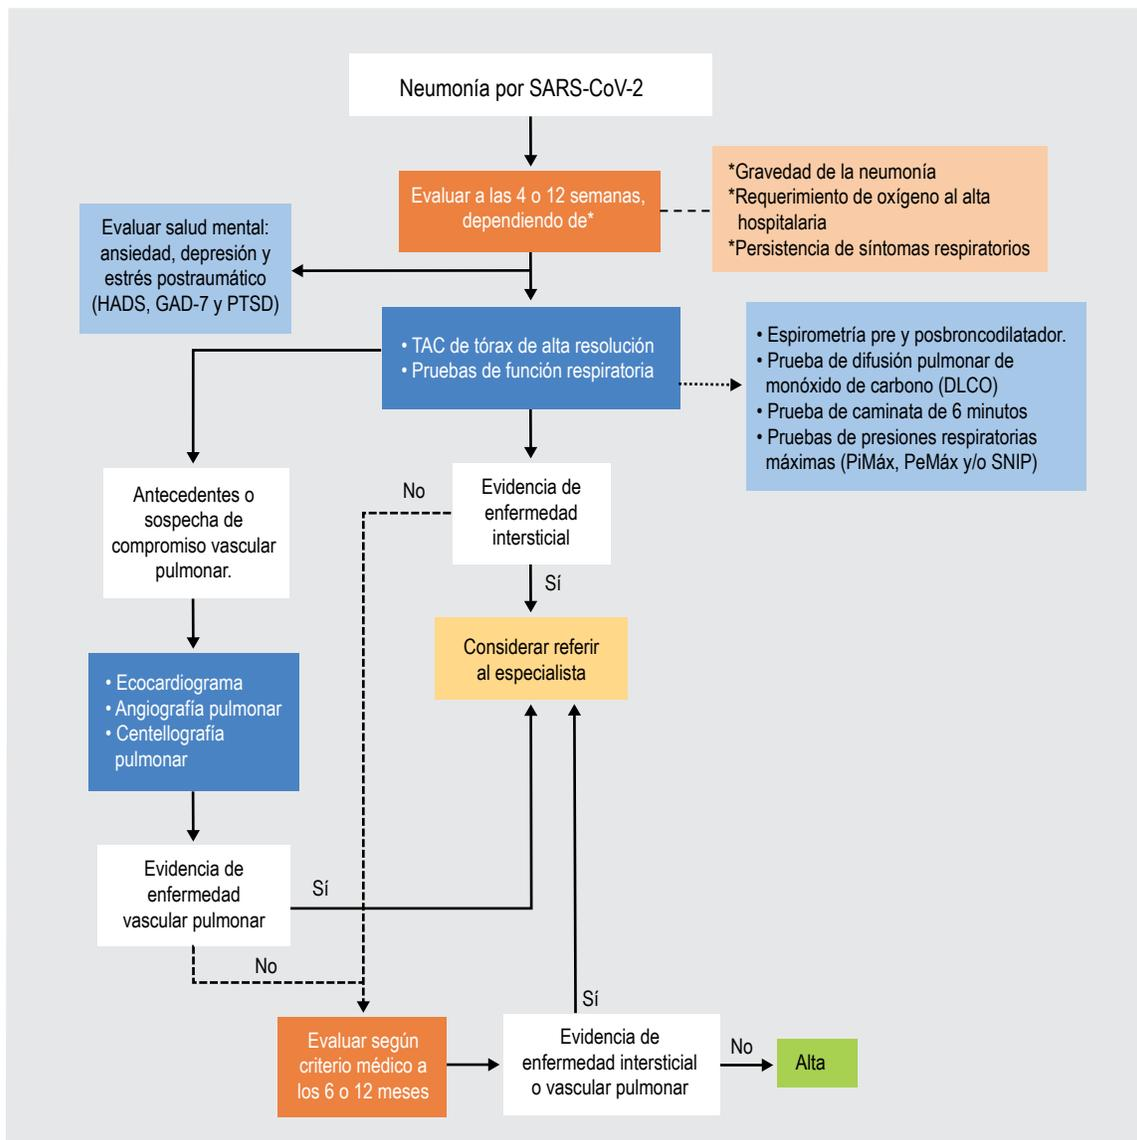 Neumonía por SARS-CoV-2
Evaluar a las 4 o 12 semanas,
dependiendo de*
*Gravedad de la neumonía
*Requerimiento de oxígeno al alta
hospitalaria
*Persistencia de síntomas respiratorios
Evaluar salud mental:
ansiedad, depresión y
estrés postraumático
(HADS, GAD-7 y PTSD)
• TAC de tórax de alta resolución
• Pruebas de función respiratoria
• Espirometría pre y posbroncodilatador.
• Prueba de difusión pulmonar de
monóxido de carbono (DLCO)
• Prueba de caminata de 6 minutos
• Pruebas de presiones respiratorias
máximas (PiMáx, PeMáx y/o SNIP)
Antecedentes o
sospecha de
compromiso vascular
pulmonar.
No
Evidencia de
enfermedad
intersticial
Sí
Considerar referir
al especialista
• Ecocardiograma
• Angiografía pulmonar
• Centellografía
pulmonar
Evidencia de
enfermedad
vascular pulmonar
Sí
No
Evaluar según
criterio médico a
los 6 o 12 meses
Sí
Evidencia de
enfermedad intersticial
o vascular pulmonar
No
Alta